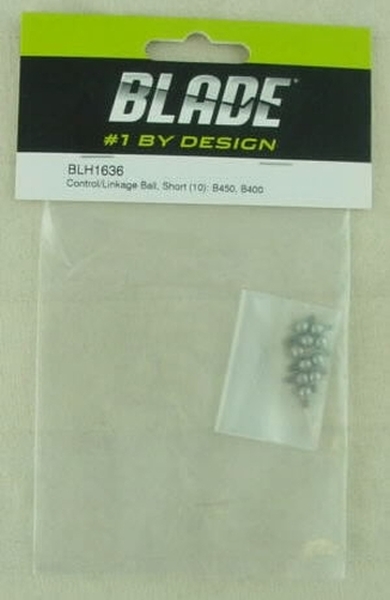 BLADE
#1 BY DESIGN
BLH1636
Control/Linkage Ball, Short (10): B450, B400